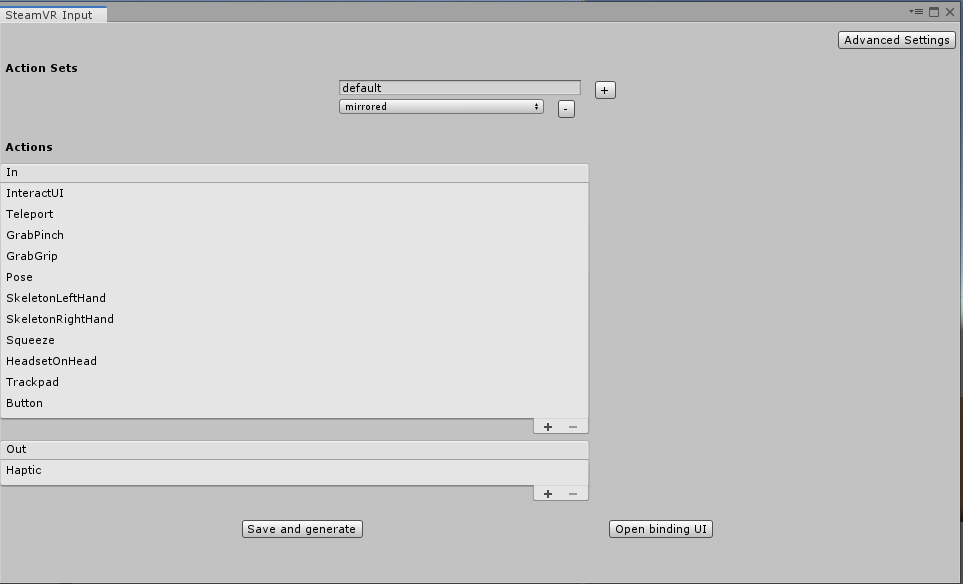 SteamVR Input
Advanced Settings
Action Sets
default
+
mirrored
-
Actions
In
InteractUI
Teleport
GrabPinch
GrabGrip
Pose
SkeletonLeftHand
SkeletonRightHand
Squeeze
HeadsetOnHead
Trackpad
Button
+ −
Out
Haptic
+ −
Save and generate
Open binding UI